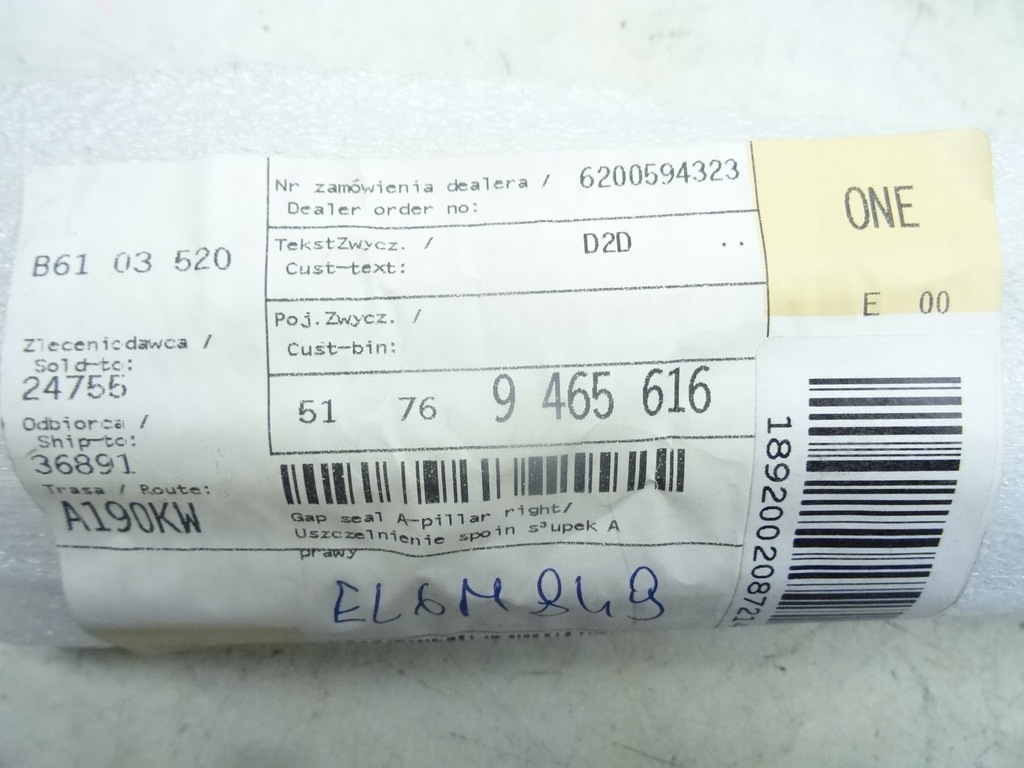 B61 03 520
Zleceniodawca /
Sold-to:
24755
Odbiorca /
Ship-to:
36891
Trasa / Route:
A190KW
Nr zamówienia dealera / 6200594323
Dealer order no:
TekstZwycz. / D2D ..
Cust-text:
Poj.Zwycz. /
Cust-bin:
51 76 9 465 616
Gap seal A-pillar right/
Uszczelnienie spoin s³upek A
prawy
ONE
E 00